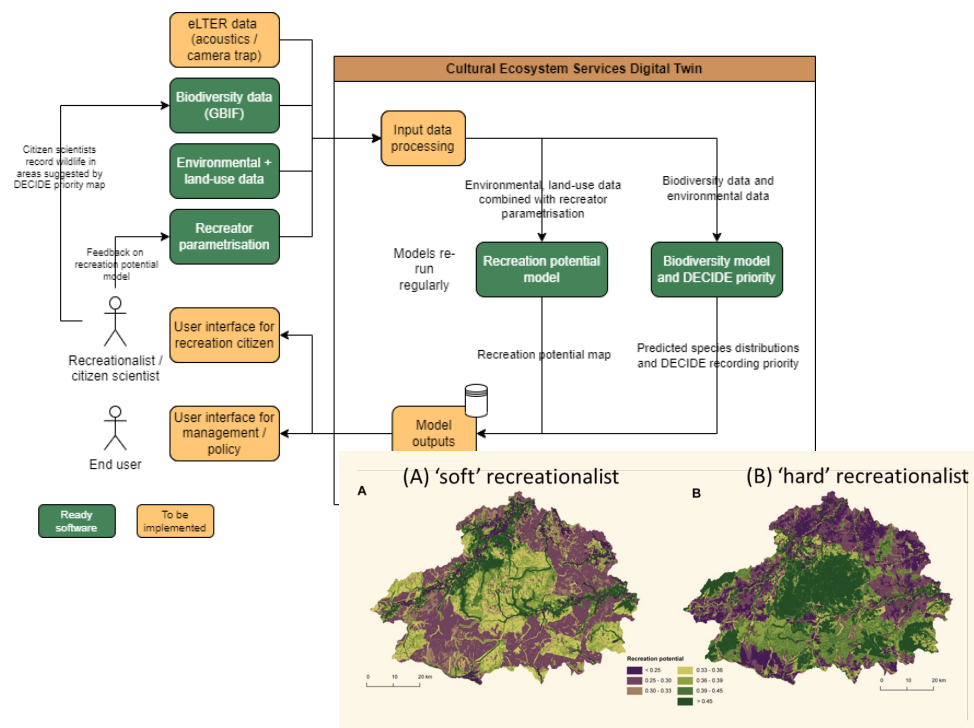 eLTER data
(acoustics /
camera trap)
Cultural Ecosystem Services Digital Twin
Biodiversity data
(GBIF)
Input data
processing
Citizen scientists
record wildlife in
areas suggested by
DECIDE priority map
Environmental +
land-use data
Environmental, land-use data
combined with recreator
parametrisation
Biodiversity data and
environmental data
Recreator
parametrisation
Feedback on
recreation potential
model
Models re-
run
regularly
Recreation potential
model
Biodiversity model
and DECIDE priority
User interface for
recreation citizen
Recreationalist /
citizen scientist
Recreation potential map
Predicted species distributions
and DECIDE recording priority
User interface for
management /
policy
Model
outputs
End user
Ready
software
To be
implemented
(A) 'soft' recreationalist
(B) 'hard' recreationalist
A
B
Recreation potential
< 0.25
0.25 - 0.30
0.30 - 0.33
0.33 - 0.36
0.36 - 0.39
0.39 - 0.45
> 0.45
0 10 20 km
0 10 20 km